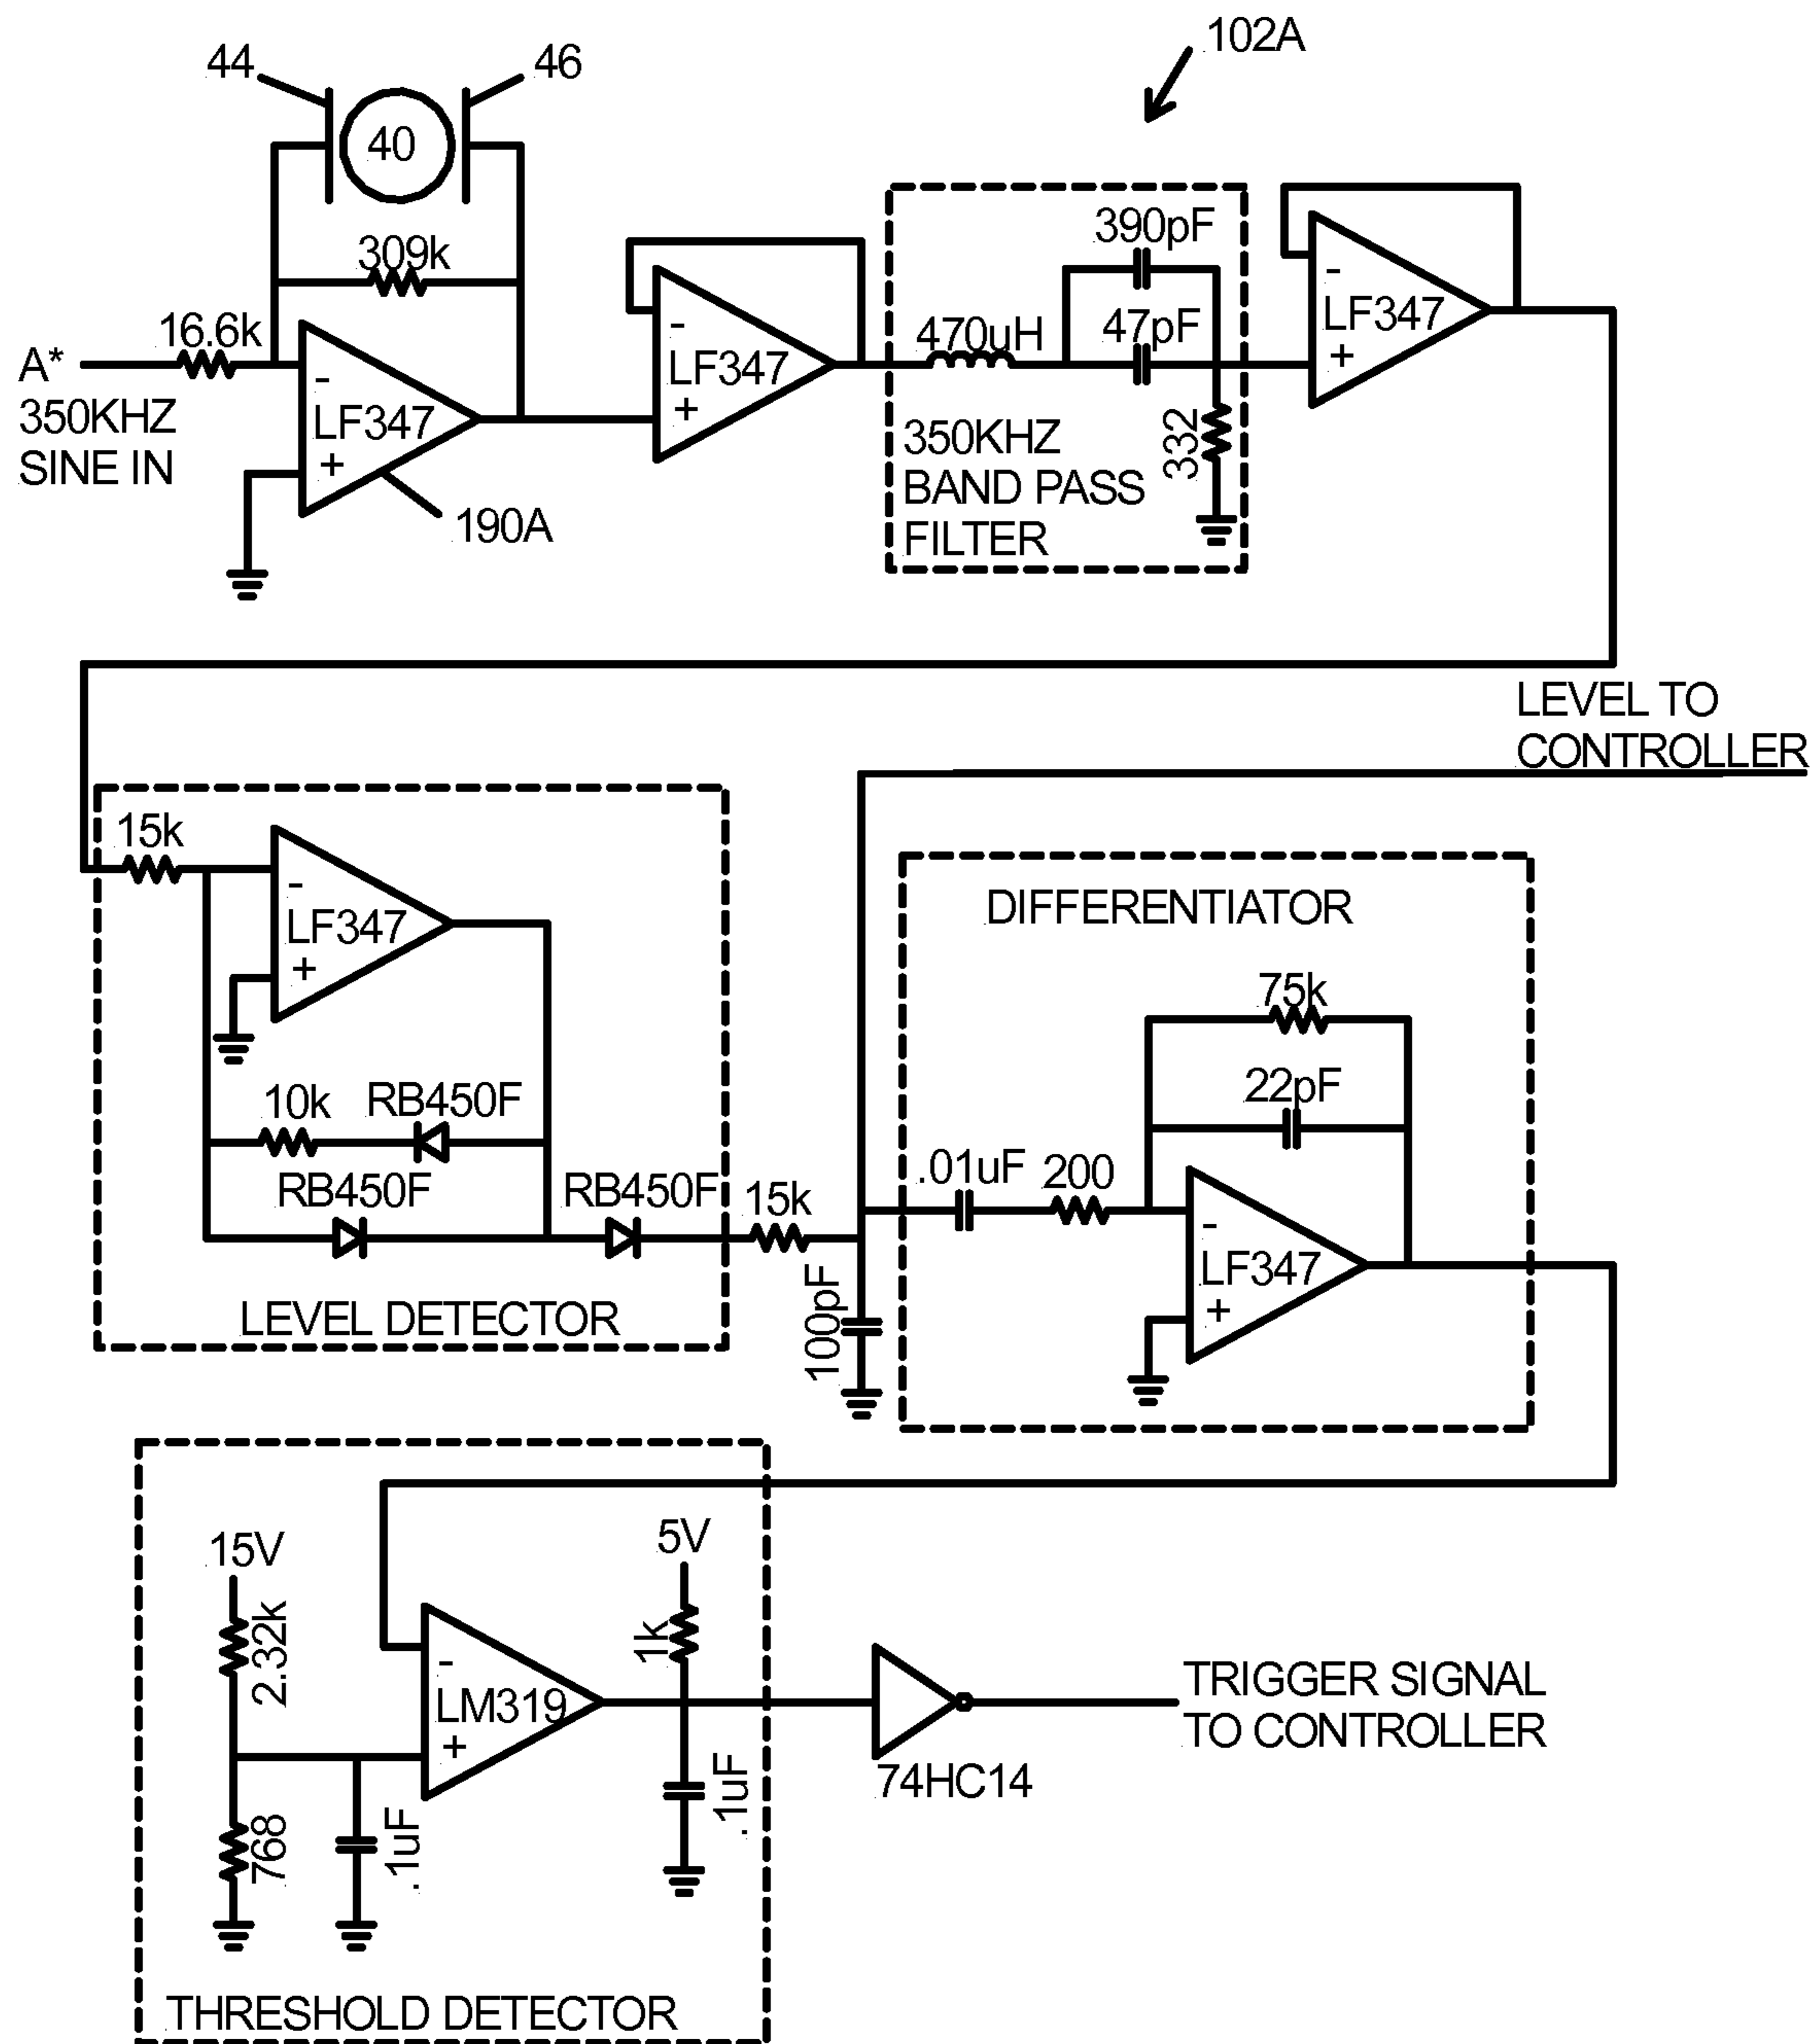 102A
44
46
40
309k
16.6k
A*
350KHZ
SINE IN
-
LF347
+
190A
-
LF347
+
390pF
47pF
470uH
332
350KHZ
BAND PASS
FILTER
-
LF347
+
LEVEL TO
CONTROLLER
15k
-
LF347
+
10k
RB450F
RB450F
RB450F
LEVEL DETECTOR
15k
100pF
DIFFERENTIATOR
75k
22pF
.01uF
200
-
LF347
+
15V
2.32k
768
.1uF
-
LM319
+
5V
1k
.1uF
THRESHOLD DETECTOR
74HC14
TRIGGER SIGNAL
TO CONTROLLER